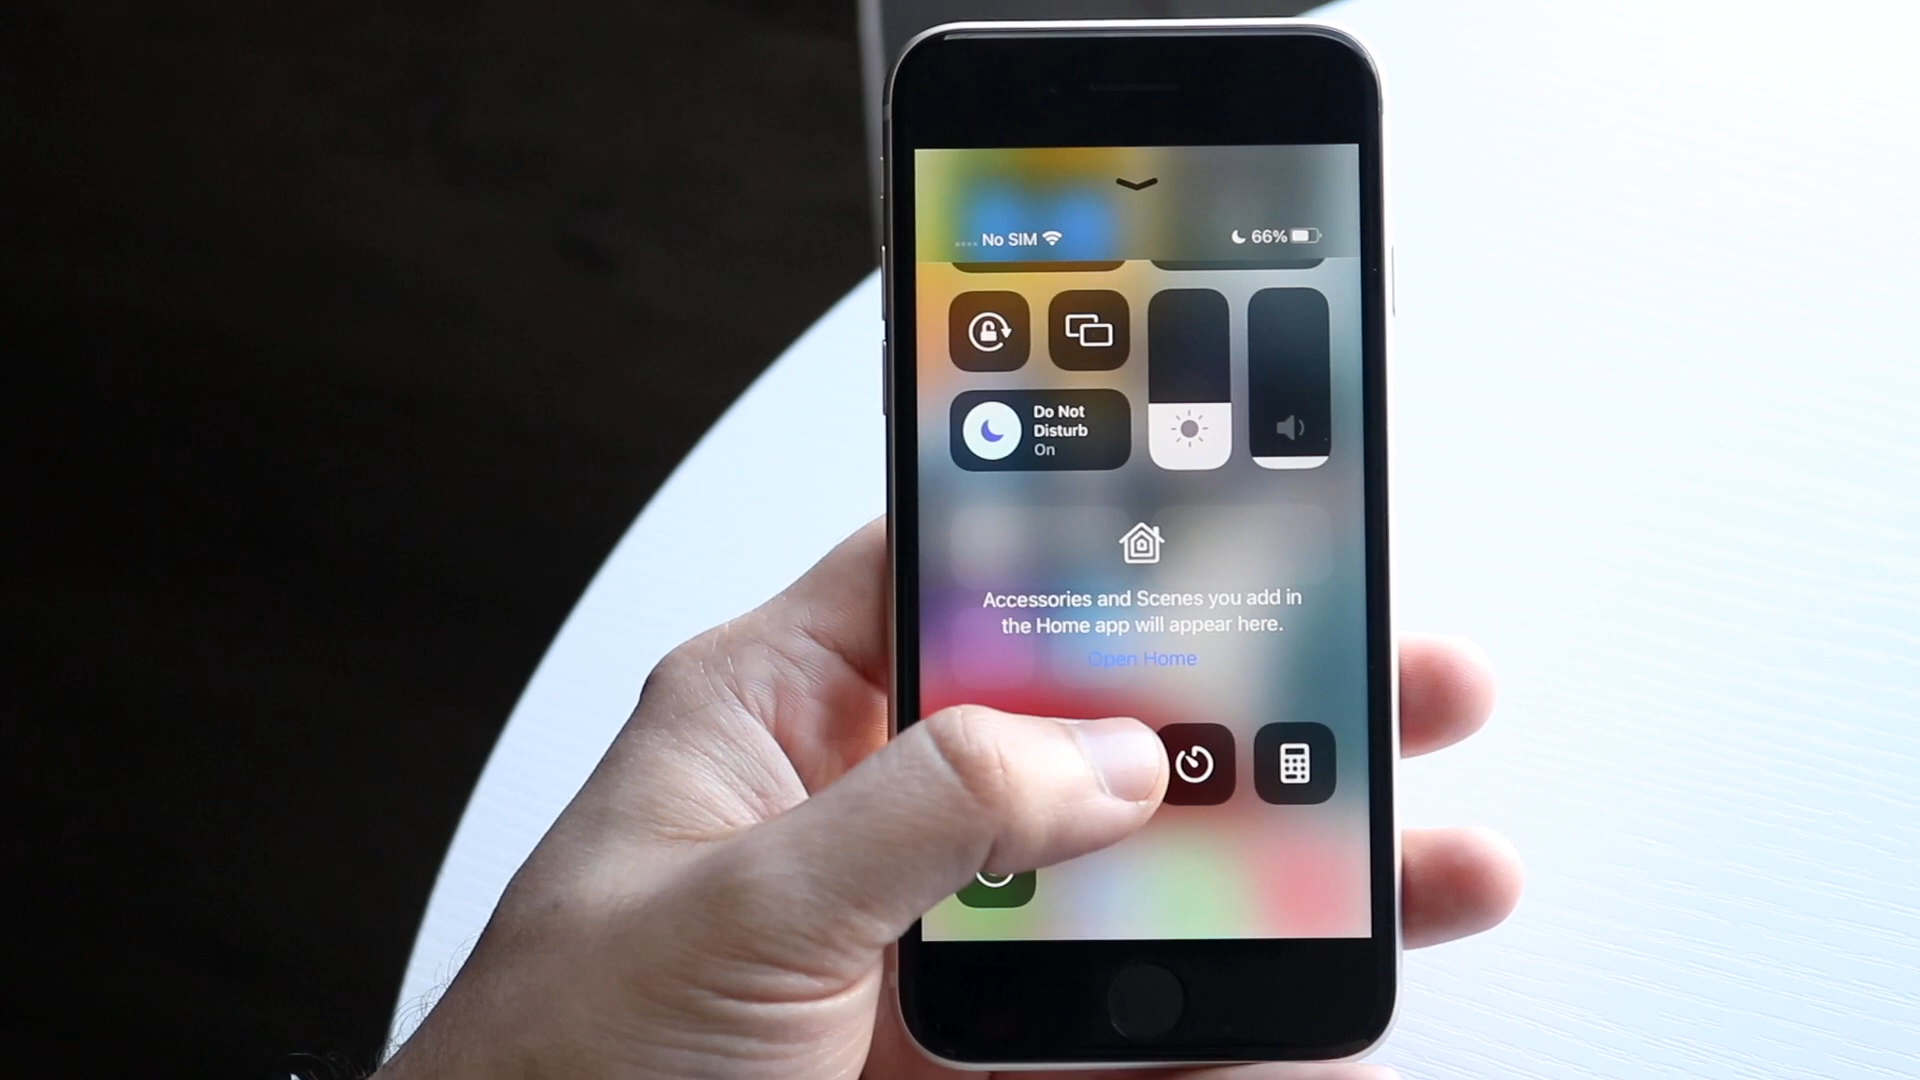 No SIM
66%
Do Not
Disturb
On
Accessories and Scenes you add in
the Home app will appear here.
Open Home